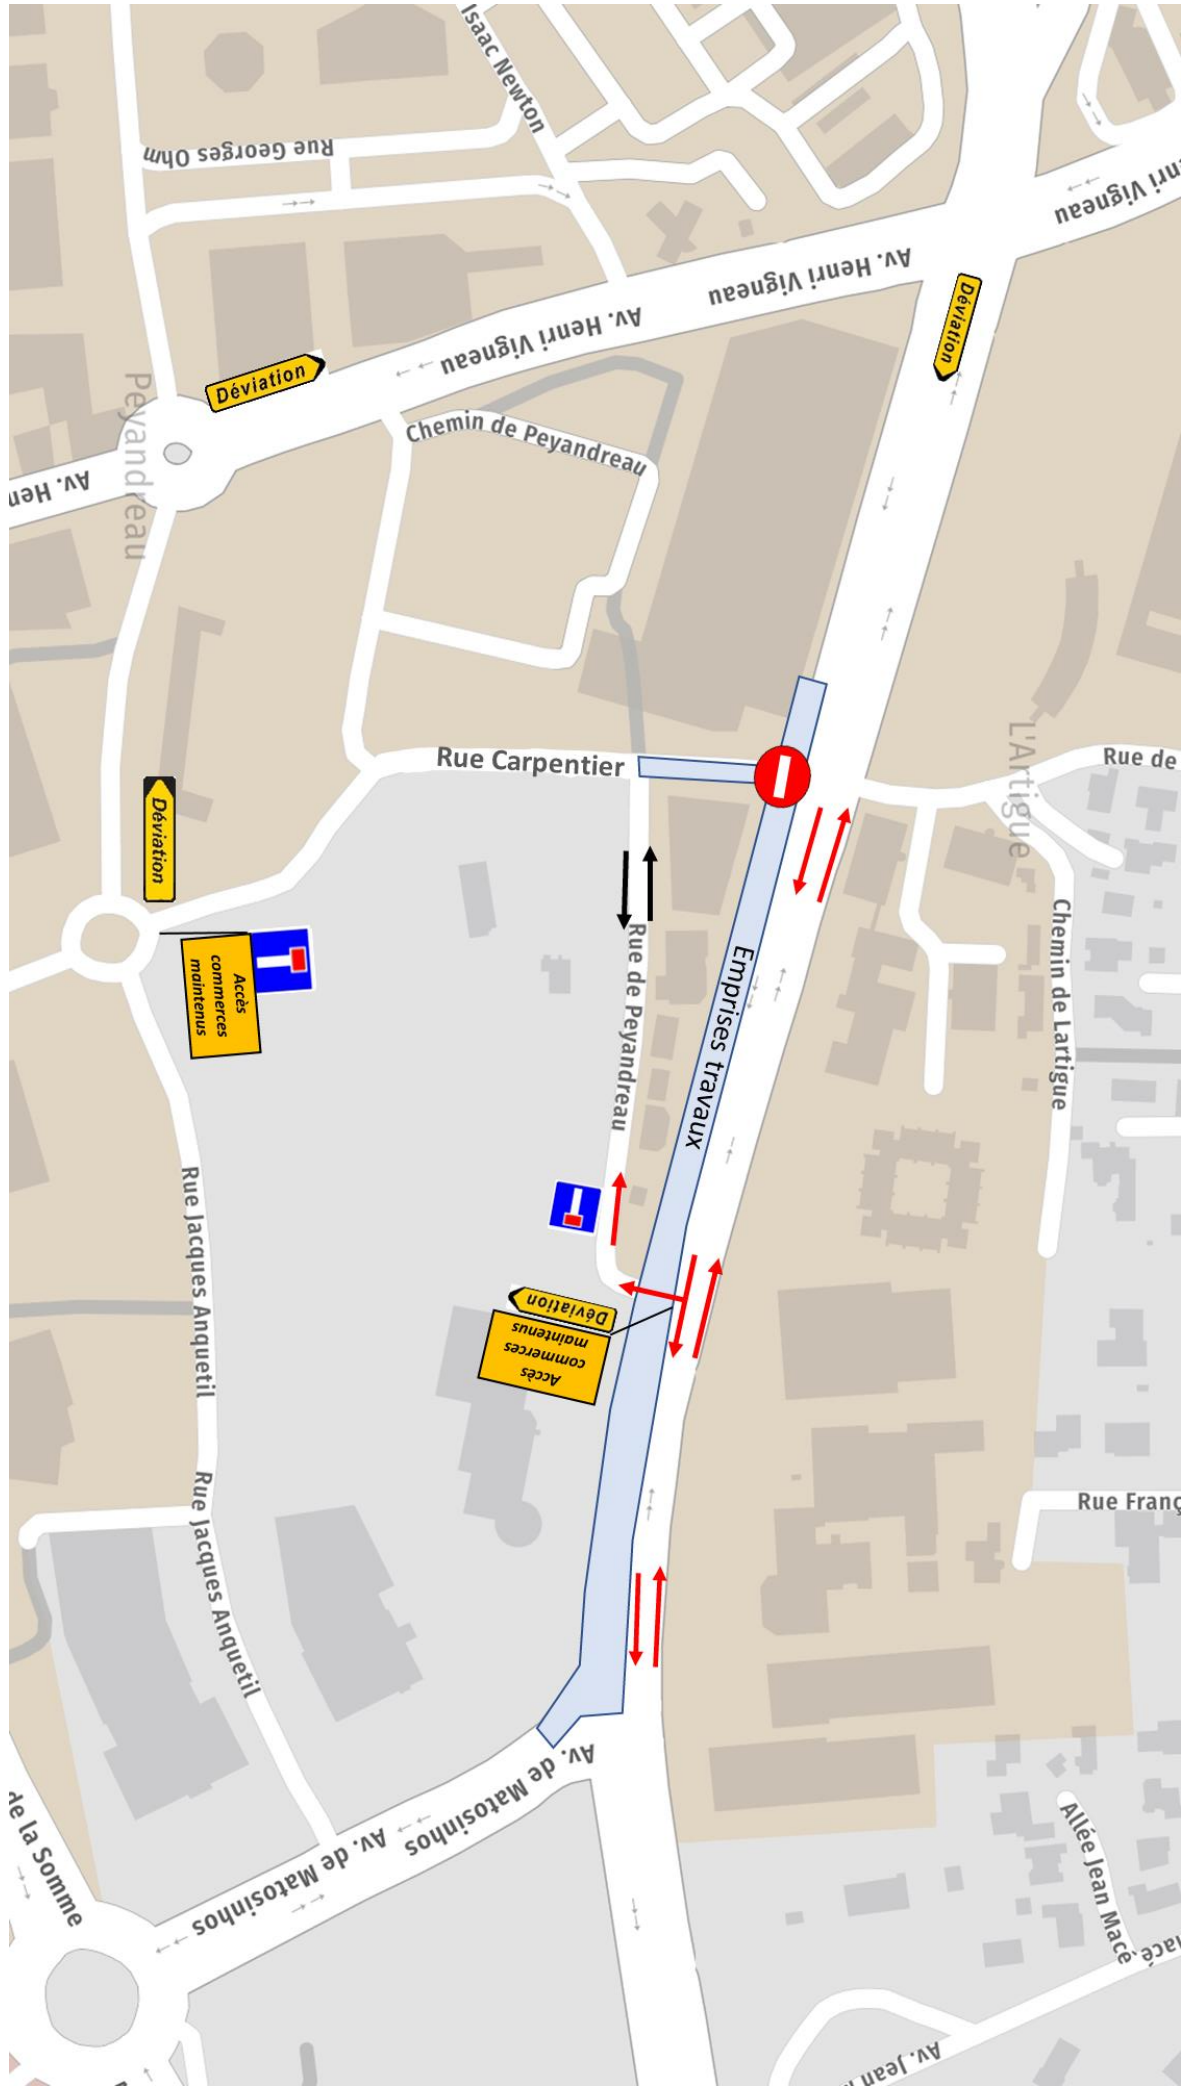 Isaac Newton
Rue Georges Ohm
nri Vigneau
Av. Henri Vigneau
Av. Henri Vigneau
Déviation
Déviation
Peyandreau
Chemin de Peyandreau
Av. Hen
Rue Carpentier
L'Artigue
Rue de
Déviation
Accès
commerces
maintenus
Rue de Peyandreau
Emprises travaux
Chemin de Lartigue
Rue Jacques Anquetil
Déviation
Accès
commerces
maintenus
Rue Jacques Anquetil
Rue Franç
Av. de Matosinhos
Av. de Matosinhos
de la Somme
Allée Jean Macé
acé
Av. Jean